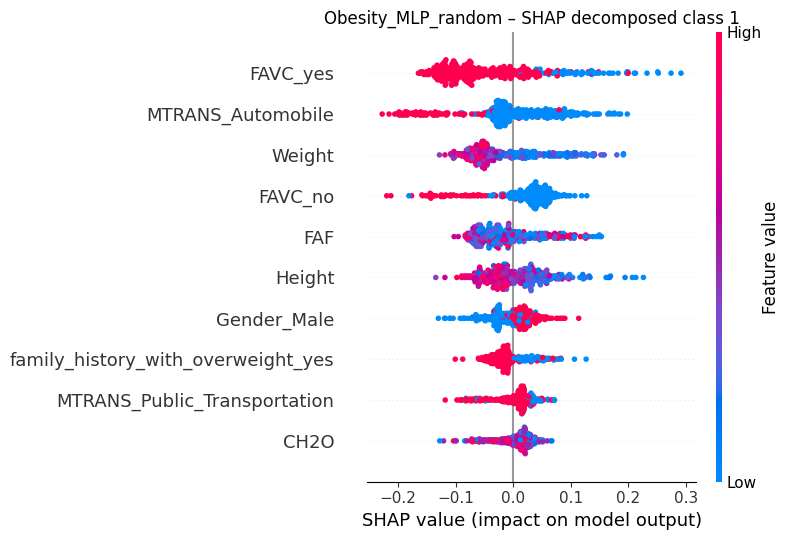 Obesity_MLP_random – SHAP decomposed class 1
High
FAVC_yes
MTRANS_Automobile
Weight
FAVC_no
FAF
Height
Gender_Male
family_history_with_overweight_yes
MTRANS_Public_Transportation
CH2O
Feature value
Low
−0.2 −0.1 0.0 0.1 0.2 0.3
SHAP value (impact on model output)